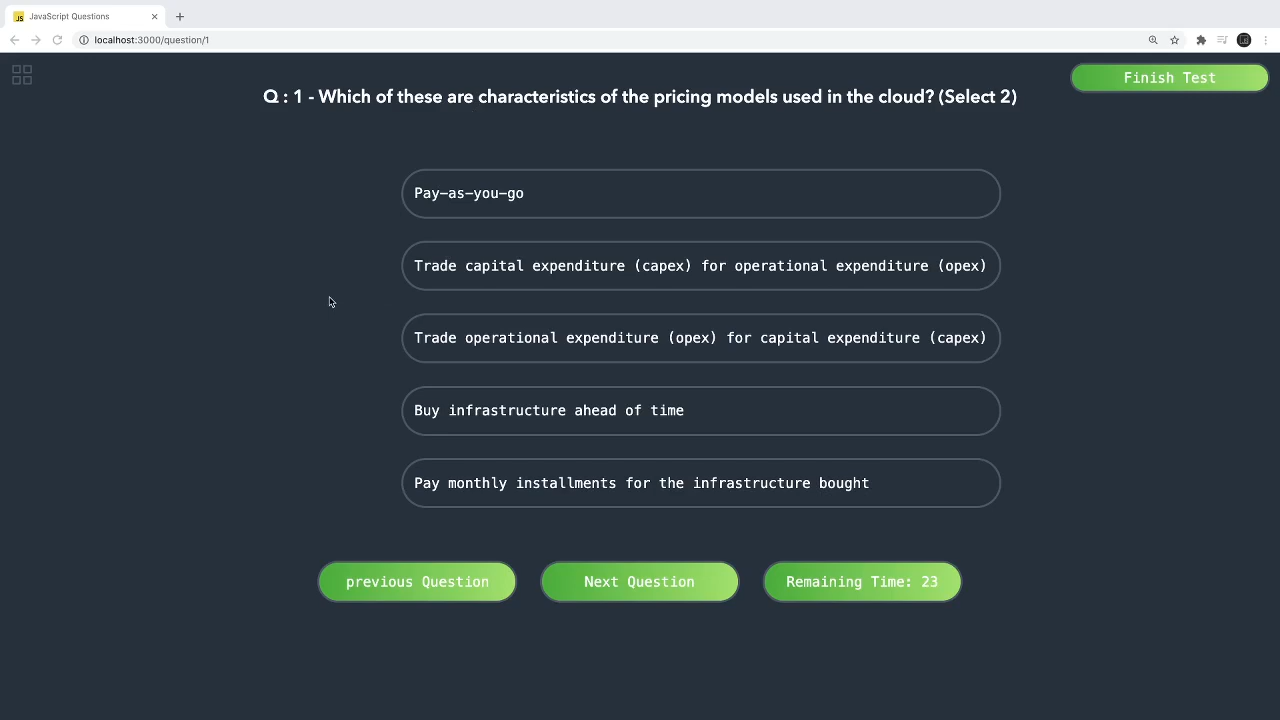 JavaScript Questions
localhost:3000/question/1
Finish Test
Q : 1 - Which of these are characteristics of the pricing models used in the cloud? (Select 2)
Pay-as-you-go
Trade capital expenditure (capex) for operational expenditure (opex)
Trade operational expenditure (opex) for capital expenditure (capex)
Buy infrastructure ahead of time
Pay monthly installments for the infrastructure bought
previous Question
Next Question
Remaining Time: 23